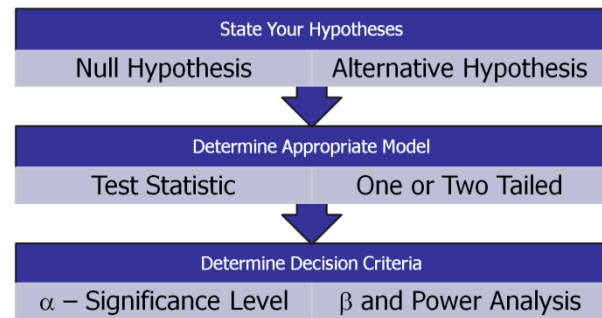 State Your Hypotheses
Null Hypothesis Alternative Hypothesis
Determine Appropriate Model
Test Statistic One or Two Tailed
Determine Decision Criteria
α – Significance Level β and Power Analysis